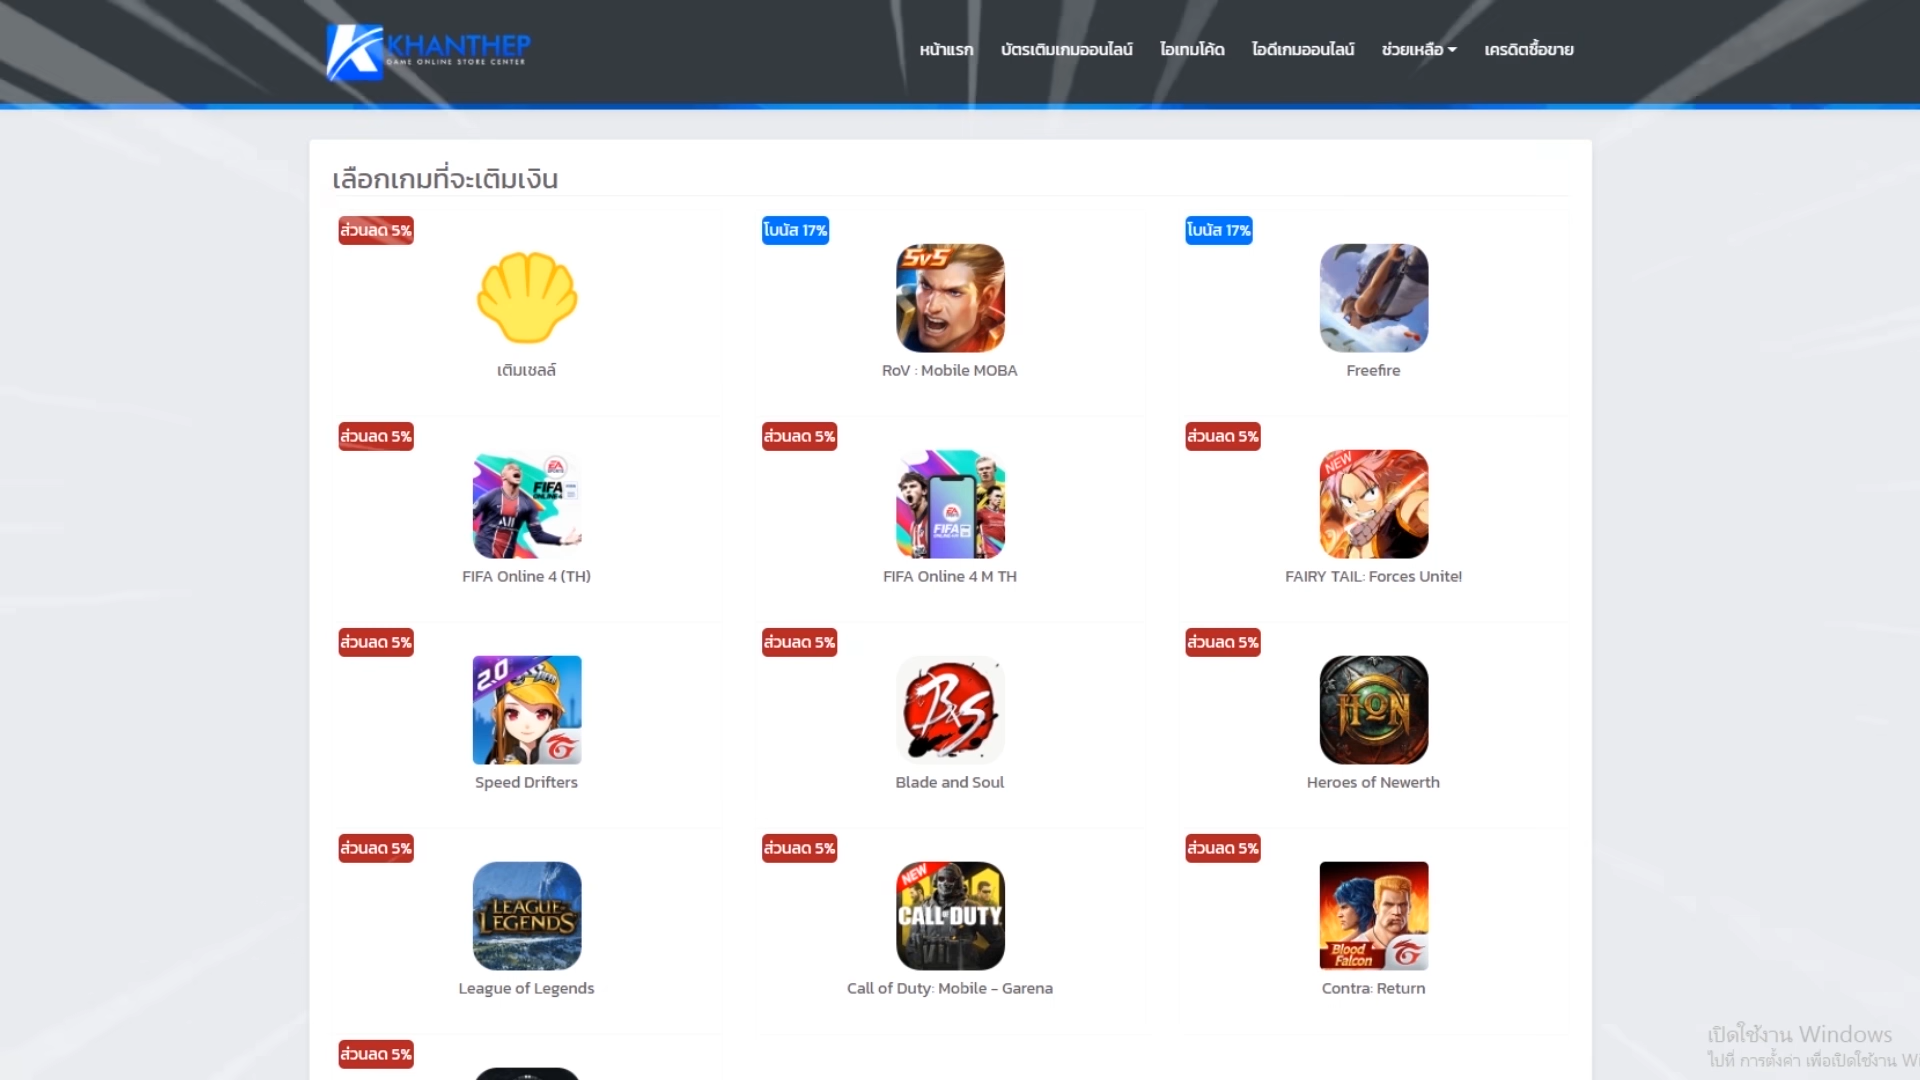 KHANTHEP
GAME ONLINE STORE CENTER
หน้าแรก บัตรเติมเกมออนไลน์ ไอเทมโค้ด ไอดีเกมออนไลน์ ช่วยเหลือ เครดิตซื้อขาย
เลือกเกมที่จะเติมเงิน
ส่วนลด 5% โบนัส 17% โบนัส 17%
5v5
เติมเชลล์ RoV : Mobile MOBA Freefire
ส่วนลด 5% ส่วนลด 5% ส่วนลด 5%
EA SPORTS
FIFA ONLINE 4
EA
FIFA
NEW
FIFA Online 4 (TH) FIFA Online 4 M TH FAIRY TAIL: Forces Unite!
ส่วนลด 5% ส่วนลด 5% ส่วนลด 5%
2.0
B&S
HON
Speed Drifters Blade and Soul Heroes of Newerth
ส่วนลด 5% ส่วนลด 5% ส่วนลด 5%
LEAGUE
LEGENDS
NEW
CALL DUTY
Blood
Falcon
League of Legends Call of Duty: Mobile - Garena Contra: Return
ส่วนลด 5%
เปิดใช้งาน Windows
ไปที่ การตั้งค่า เพื่อเปิดใช้งาน Wi